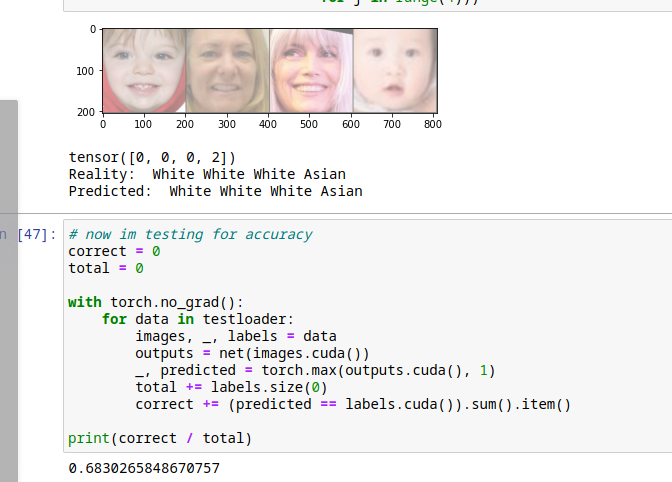 for j in range(4)))
0
100
200
0 100 200 300 400 500 600 700 800
tensor([0, 0, 0, 2])
Reality:  White White White Asian
Predicted:  White White White Asian
n [47]:
# now im testing for accuracy
correct = 0
total = 0
with torch.no_grad():
    for data in testloader:
        images, _, labels = data
        outputs = net(images.cuda())
        _, predicted = torch.max(outputs.cuda(), 1)
        total += labels.size(0)
        correct += (predicted == labels.cuda()).sum().item()
print(correct / total)
0.6830265848670757